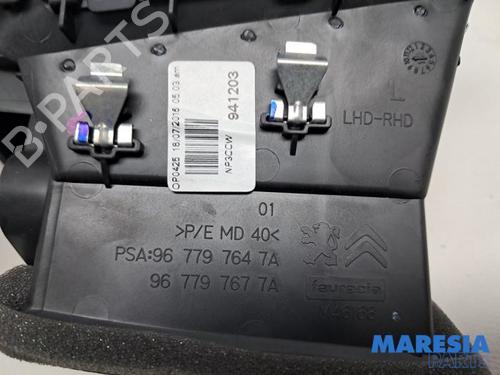 OP0425 18/07/2016 05:03 am
NP3CCW
941203
L
LHD-RHD
01
>P/E MD 40<
PSA:96 779 764 7A
96 779 767 7A
faurecia
MARESIA
PARTS